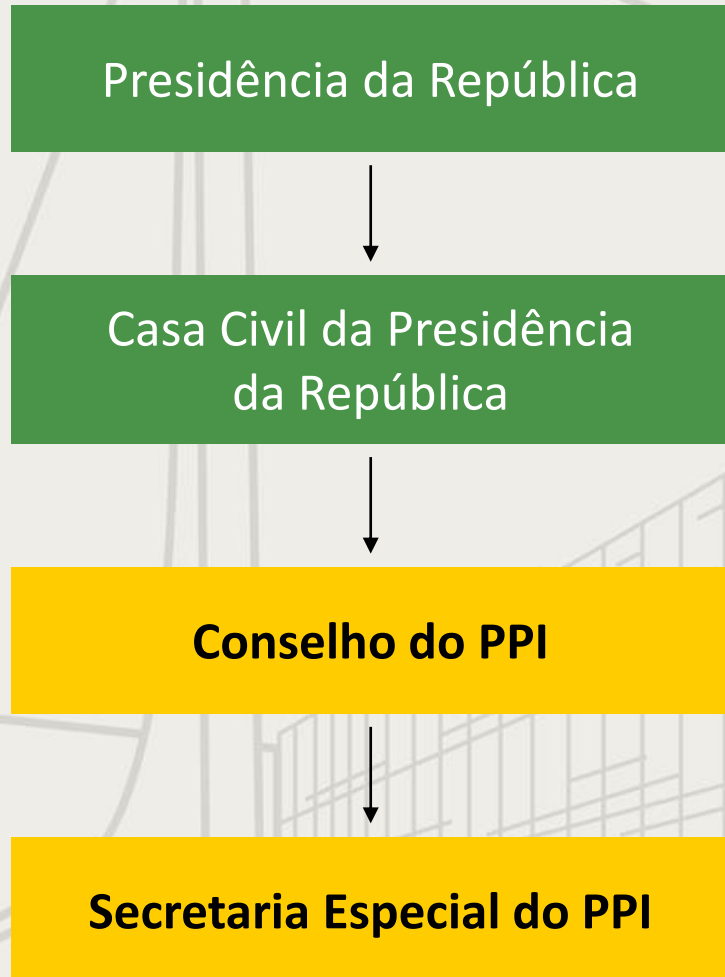 Presidência da República
Casa Civil da Presidência
da República
Conselho do PPI
Secretaria Especial do PPI